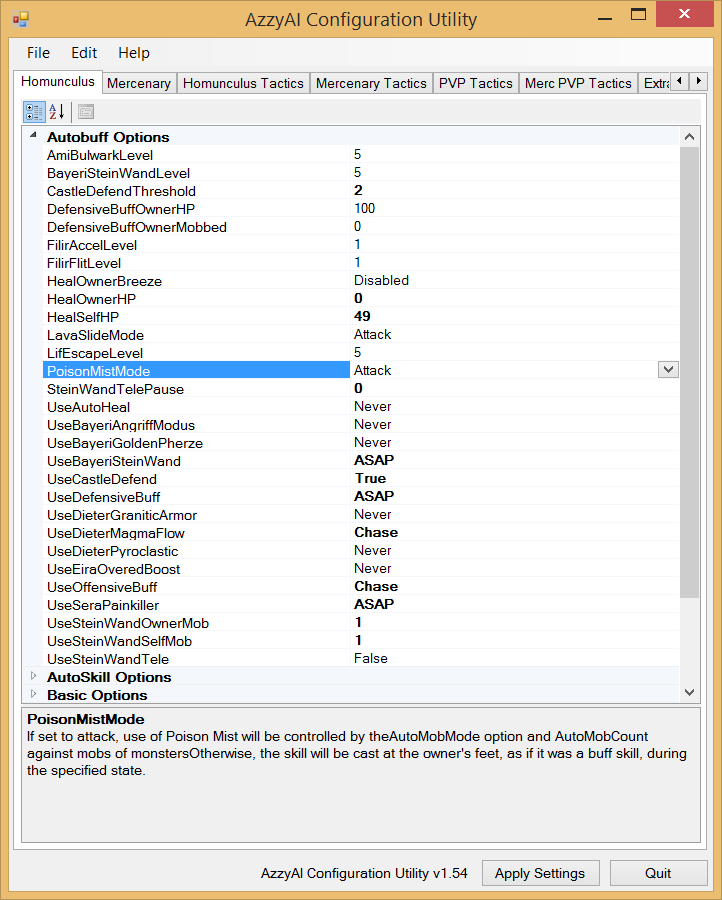 AzzyAI Configuration Utility
File Edit Help
Homunculus Mercenary Homunculus Tactics Mercenary Tactics PVP Tactics Merc PVP Tactics Extra
Autobuff Options
AmiBulwarkLevel 5
BayeriSteinWandLevel 5
CastleDefendThreshold 2
DefensiveBuffOwnerHP 100
DefensiveBuffOwnerMobbed 0
FilirAccelLevel 1
FilirFlitLevel 1
HealOwnerBreeze Disabled
HealOwnerHP 0
HealSelfHP 49
LavaSlideMode Attack
LifEscapeLevel 5
PoisonMistMode Attack
SteinWandTelePause 0
UseAutoHeal Never
UseBayeriAngriffModus Never
UseBayeriGoldenPherze Never
UseBayeriSteinWand ASAP
UseCastleDefend True
UseDefensiveBuff ASAP
UseDieterGraniticArmor Never
UseDieterMagmaFlow Chase
UseDieterPyroclastic Never
UseEiraOveredBoost Never
UseOffensiveBuff Chase
UseSeraPainkiller ASAP
UseSteinWandOwnerMob 1
UseSteinWandSelfMob 1
UseSteinWandTele False
AutoSkill Options
Basic Options
PoisonMistMode
If set to attack, use of Poison Mist will be controlled by theAutoMobMode option and AutoMobCount
against mobs of monstersOtherwise, the skill will be cast at the owner's feet, as if it was a buff skill, during
the specified state.
AzzyAI Configuration Utility v1.54 Apply Settings Quit